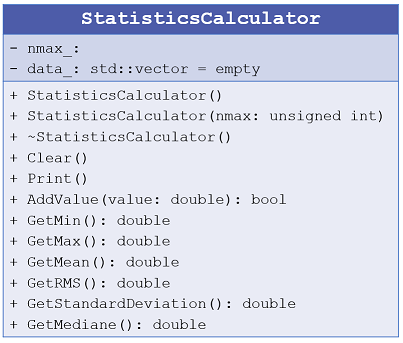 StatisticsCalculator
- nmax_:
- data_: std::vector = empty
+ StatisticsCalculator()
+ StatisticsCalculator(nmax: unsigned int)
+ ~StatisticsCalculator()
+ Clear()
+ Print()
+ AddValue(value: double): bool
+ GetMin(): double
+ GetMax(): double
+ GetMean(): double
+ GetRMS(): double
+ GetStandardDeviation(): double
+ GetMediane(): double